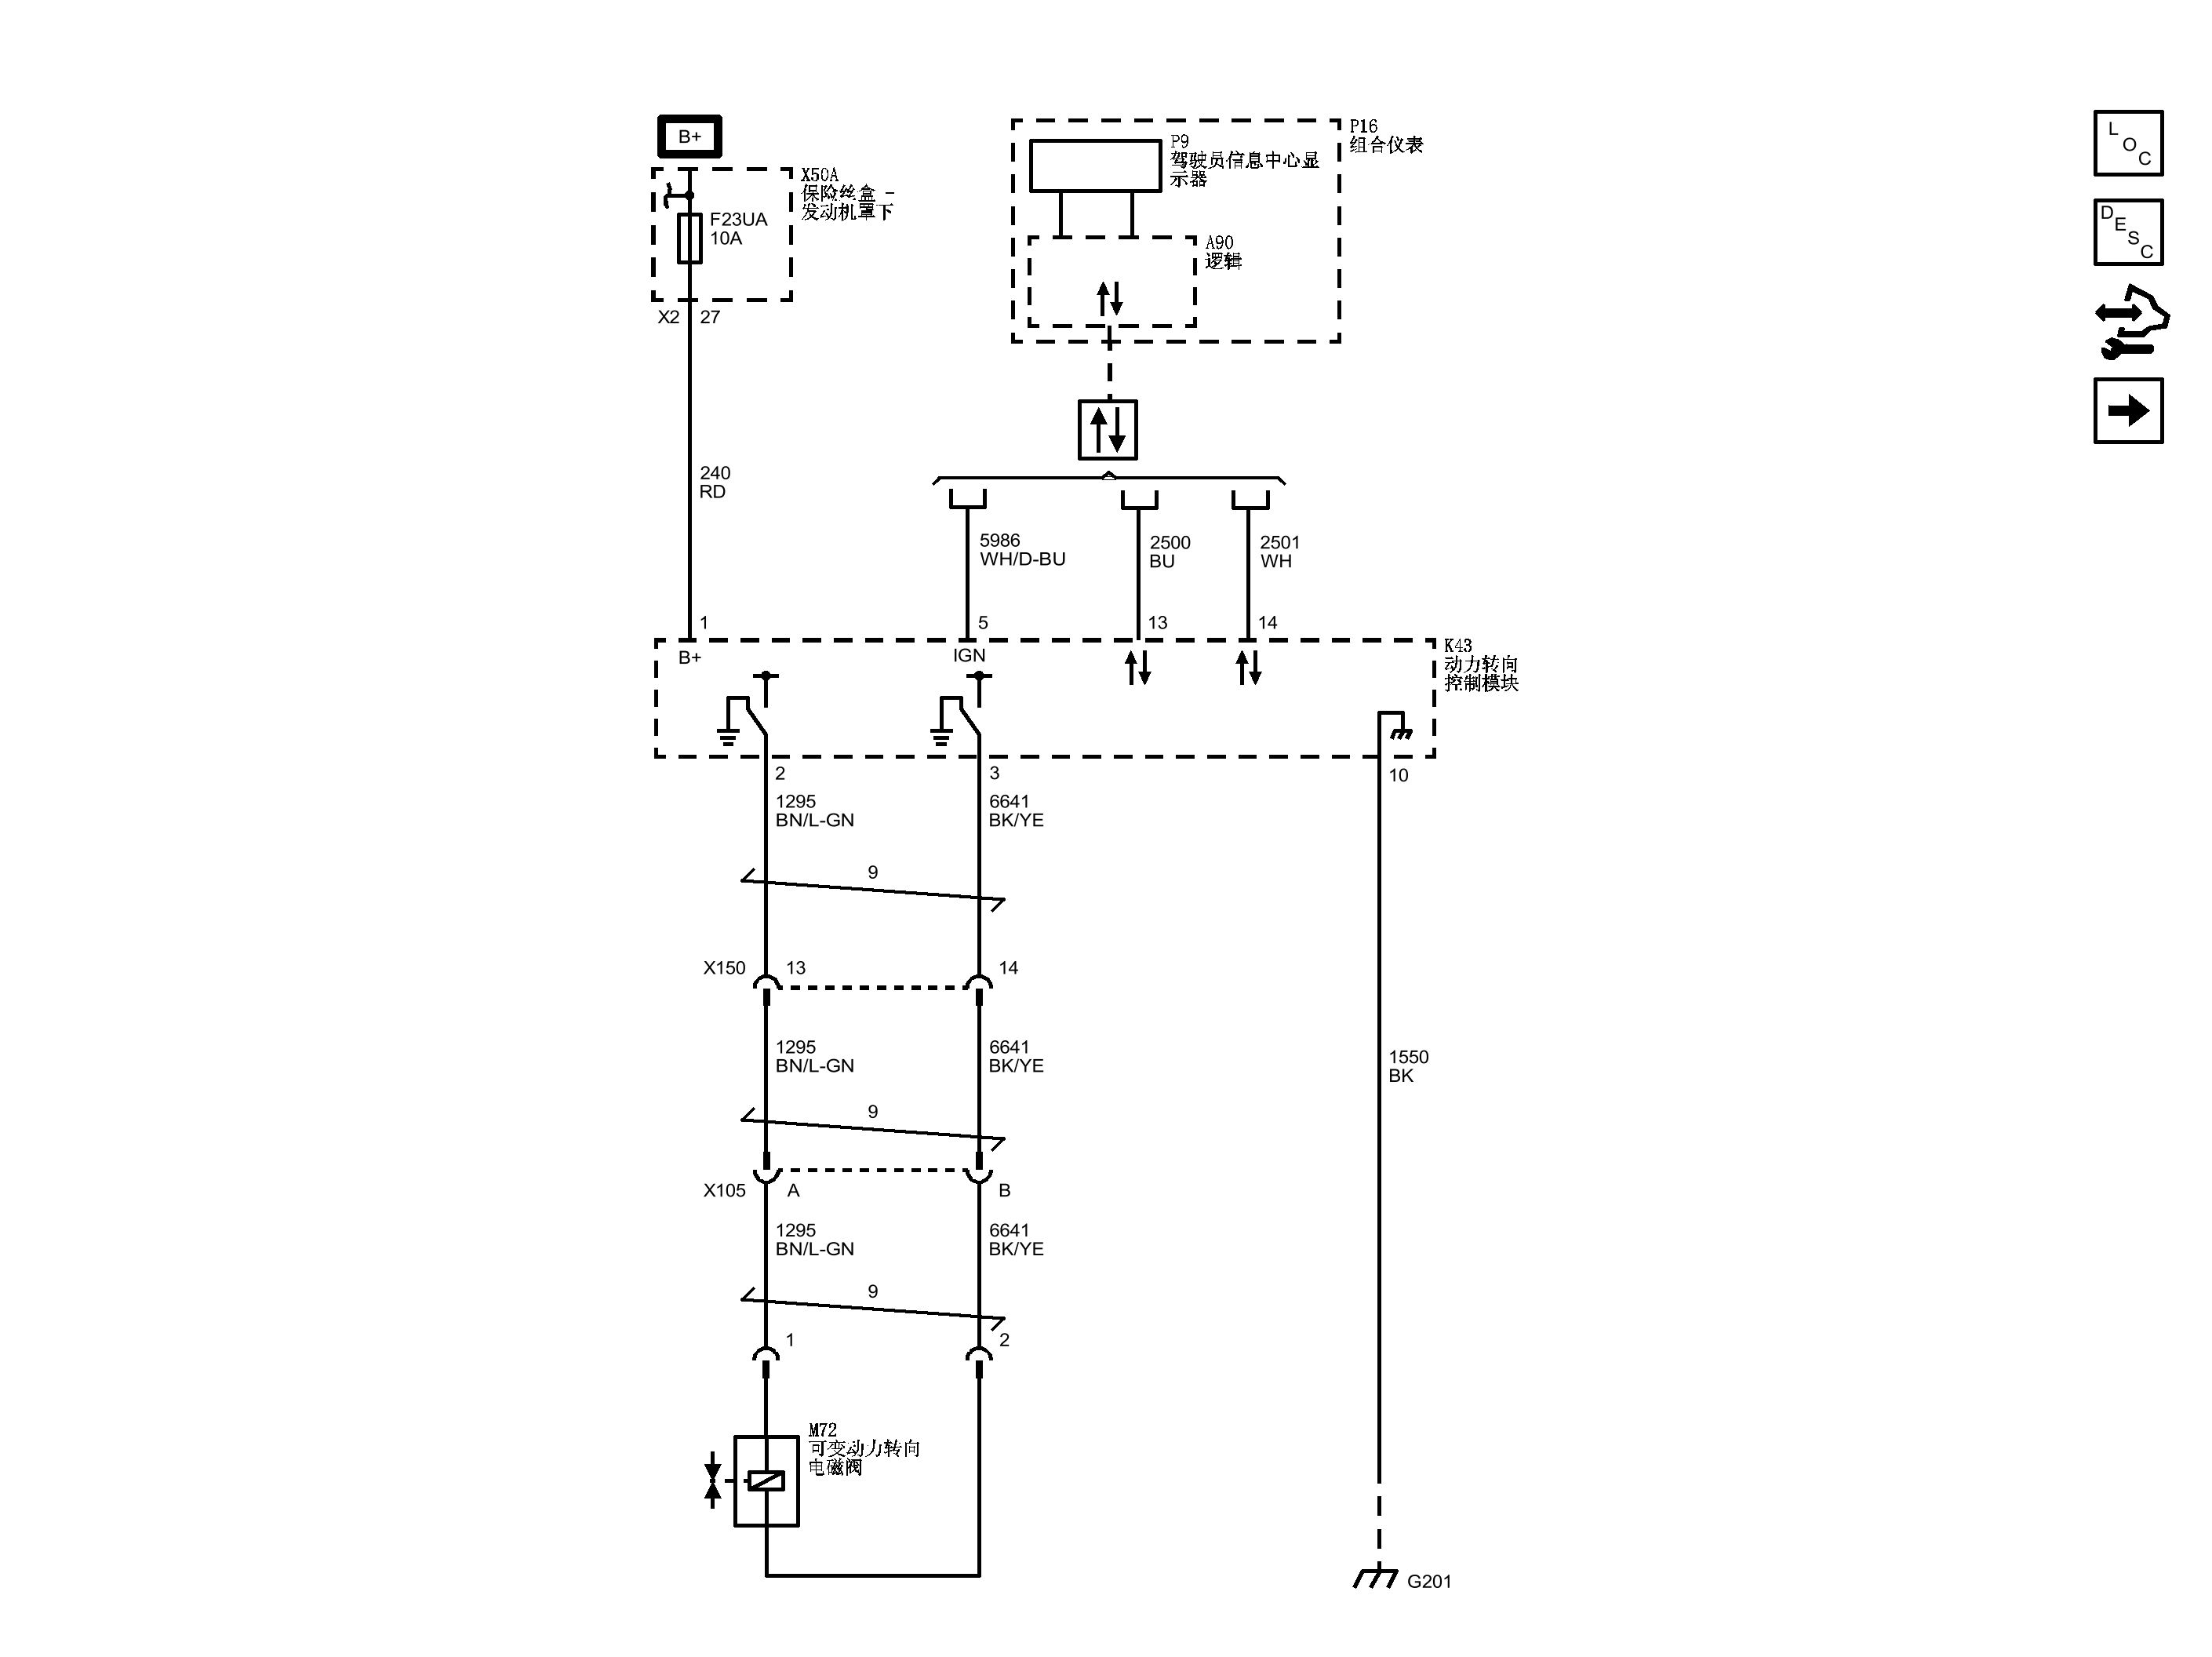 B+
X50A
保险丝盒 -
发动机罩下
F23UA
10A
X2 27
P16
组合仪表
P9
驾驶员信息中心显
示器
A90
逻辑
L
O
C
D
E
S
C
240
RD
5986
WH/D-BU
2500
BU
2501
WH
1
5
13
14
B+
IGN
K43
动力转向
控制模块
2
3
10
1295
BN/L-GN
6641
BK/YE
9
X150 13
14
1295
BN/L-GN
6641
BK/YE
1550
BK
9
X105 A
B
1295
BN/L-GN
6641
BK/YE
9
1
2
M72
可变动力转向
电磁阀
G201